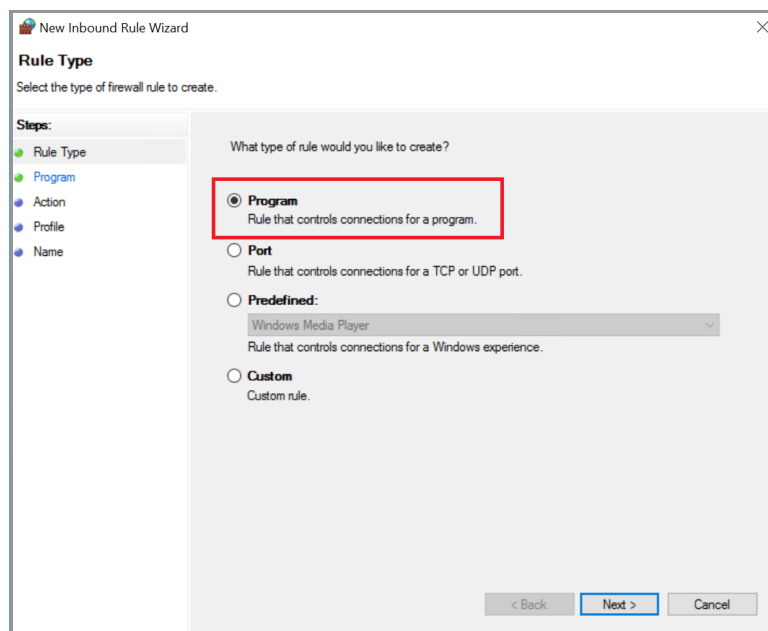 New Inbound Rule Wizard
Rule Type
Select the type of firewall rule to create.
Steps:
Rule Type
Program
Action
Profile
Name
What type of rule would you like to create?
Program
Rule that controls connections for a program.
Port
Rule that controls connections for a TCP or UDP port.
Predefined:
Windows Media Player
Rule that controls connections for a Windows experience.
Custom
Custom rule.
< Back Next > Cancel